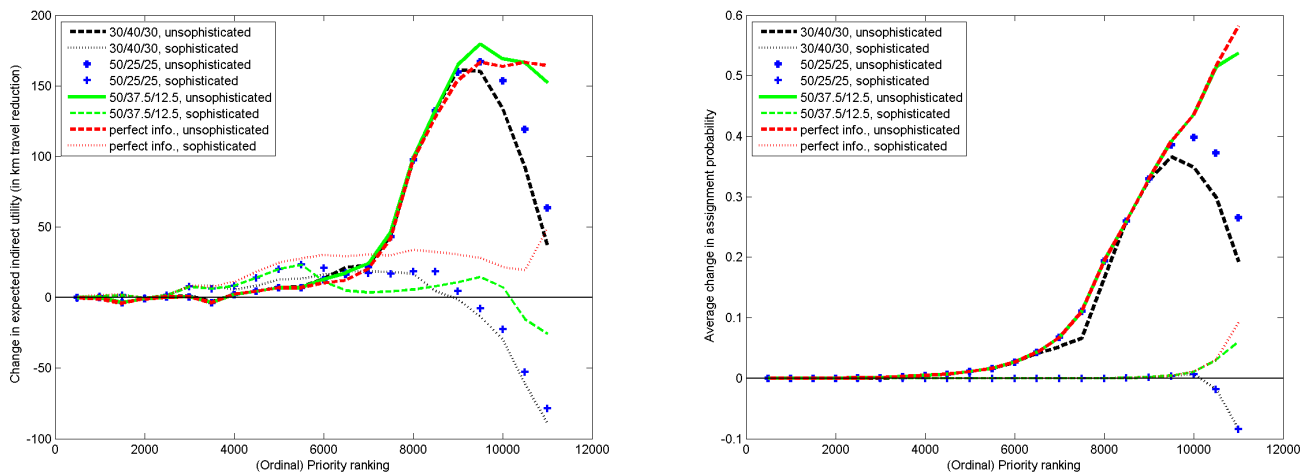 200
150
100
50
0
-50
-100
0
2000
4000
6000
8000
10000
12000
(Ordinal) Priority ranking
Change in expected indirect utility (in km travel reduction)
30/40/30, unsophisticated
30/40/30, sophisticated
50/25/25, unsophisticated
50/25/25, sophisticated
50/37.5/12.5, unsophisticated
50/37.5/12.5, sophisticated
perfect info., unsophisticated
perfect info., sophisticated
0.6
0.5
0.4
0.3
0.2
0.1
0
-0.1
0
2000
4000
6000
8000
10000
12000
(Ordinal) Priority ranking
Average change in assignment probability
30/40/30, unsophisticated
30/40/30, sophisticated
50/25/25, unsophisticated
50/25/25, sophisticated
50/37.5/12.5, unsophisticated
50/37.5/12.5, sophisticated
perfect info., unsophisticated
perfect info., sophisticated